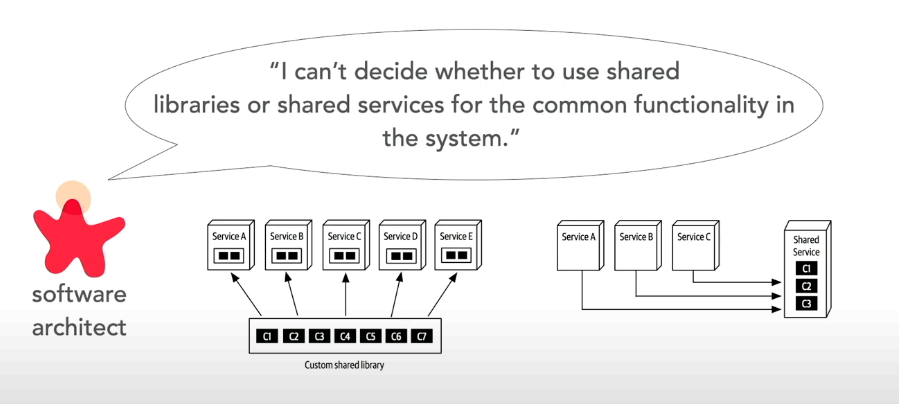 “I can’t decide whether to use shared
libraries or shared services for the common functionality in
the system.”
software
architect
Service A
Service B
Service C
Service D
Service E
C1
C2
C3
C4
C5
C6
C7
Custom shared library
Service A
Service B
Service C
Shared
Service
C1
C2
C3